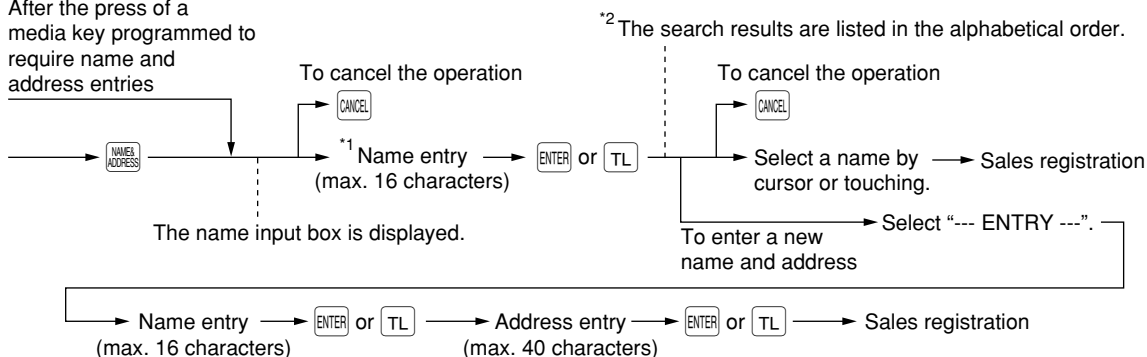 After the press of a
media key programmed to
require name and
address entries
*2 The search results are listed in the alphabetical order.
To cancel the operation
To cancel the operation
CANCEL
CANCEL
NAME& ADDRESS
*1 Name entry
(max. 16 characters)
ENTER or TL
Select a name by
cursor or touching.
Sales registration
The name input box is displayed.
To enter a new
name and address
Select “--- ENTRY ---”.
Name entry
(max. 16 characters)
ENTER or TL
Address entry
(max. 40 characters)
ENTER or TL
Sales registration